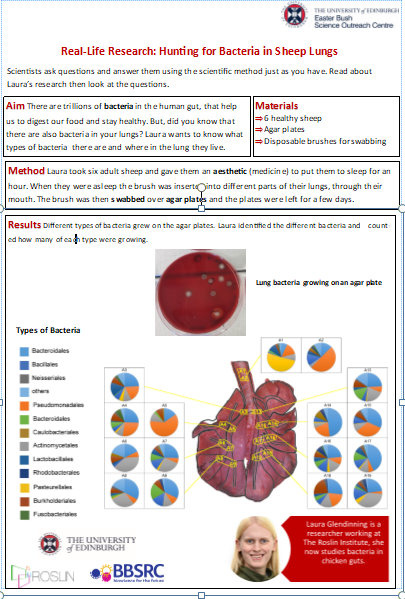 THE UNIVERSITY of EDINBURGH
Easter Bush
Science Outreach Centre
Real-Life Research: Hunting for Bacteria in Sheep Lungs
Scientists ask questions and answer them using the scientific method just as you have. Read about
Laura's research then look at the questions.
Aim There are trillions of bacteria in the human gut, that help
us to digest our food and stay healthy. But, did you know that
there are also bacteria in your lungs? Laura wants to know what
types of bacteria there are and where in the lung they live.
Materials
⇒ 6 healthy sheep
⇒ Agar plates
⇒ Disposable brushes for swabbing
Method Laura took six adult sheep and gave them an aesthetic (medicine) to put them to sleep for an
hour. When they were asleep the brush was inserted into different parts of their lungs, through their
mouth. The brush was then swabbed over agar plates and the plates were left for a few days.
Results Different types of bacteria grew on the agar plates. Laura identified the different bacteria and count-
ed how many of each type were growing.
Lung bacteria growing on an agar plate
Types of Bacteria
Bacteroidales
Bacillales
Neisseriales
others
Pseudomonadales
Bacteroidales
Caulobacteriales
Actinomycetales
Lactobacillales
Rhodobacterales
Pasteurellales
Burkholderiales
Fusobacteriales
A1
A2
A3
A13
A14
A15
A16
A17
A18
THE UNIVERSITY
of EDINBURGH
ROSLIN
BBSRC
Laura Glendinning is a
researcher working at
The Roslin Institute, she
now studies bacteria in
chicken guts.